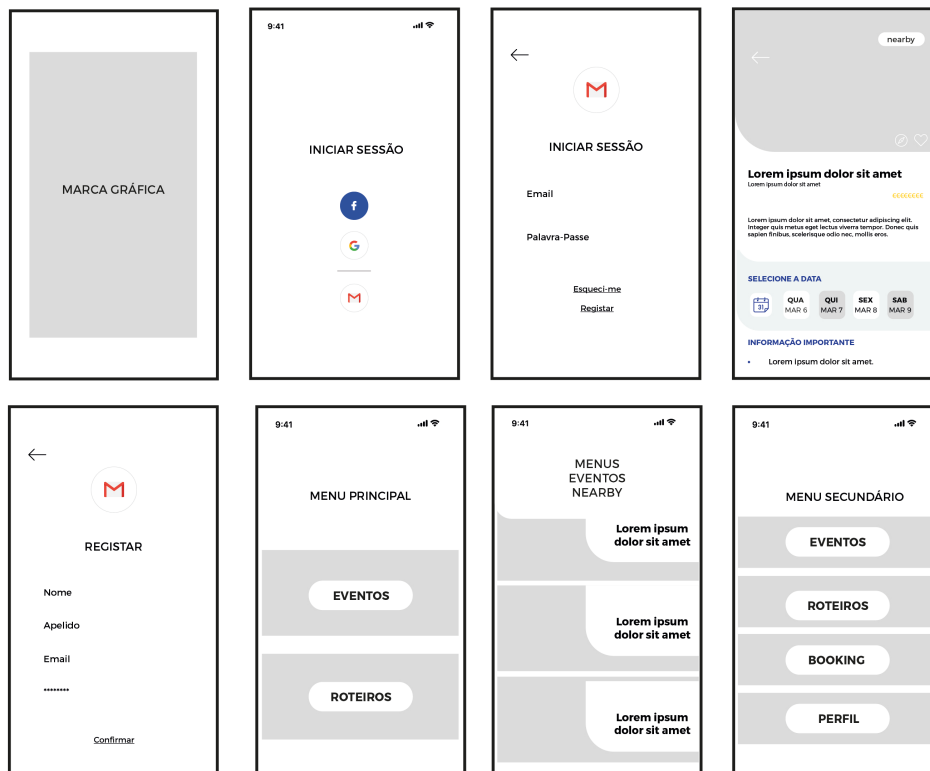 MARCA GRÁFICA
9:41
INICIAR SESSÃO
INICIAR SESSÃO
Email
Palavra-Passe
Esqueci-me
Registar
nearby
Lorem ipsum dolor sit amet
Lorem ipsum dolor sit amet
€€€€€€€€
Lorem ipsum dolor sit amet, consectetur adipiscing elit.
Integer quis metus eget lectus viverra tempor. Donec quis
sapien finibus, scelerisque odio nec, mollis eros.
SELECIONE A DATA
31
QUA
MAR 6
QUI
MAR 7
SEX
MAR 8
SAB
MAR 9
INFORMAÇÃO IMPORTANTE
• Lorem ipsum dolor sit amet.
REGISTAR
Nome
Apelido
Email
••••••••
Confirmar
9:41
MENU PRINCIPAL
EVENTOS
ROTEIROS
9:41
MENUS
EVENTOS
NEARBY
Lorem ipsum
dolor sit amet
Lorem ipsum
dolor sit amet
Lorem ipsum
dolor sit amet
9:41
MENU SECUNDÁRIO
EVENTOS
ROTEIROS
BOOKING
PERFIL